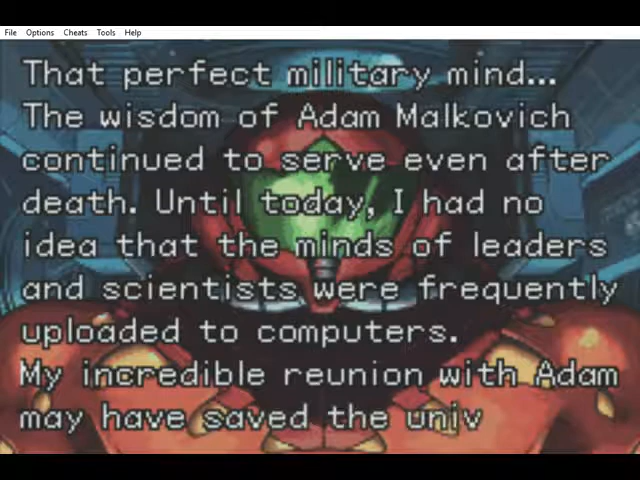 File Options Cheats Tools Help
That perfect military mind...
The wisdom of Adam Malkovich
continued to serve even after
death. Until today, I had no
idea that the minds of leaders
and scientists were frequently
uploaded to computers.
My incredible reunion with Adam
may have saved the univ